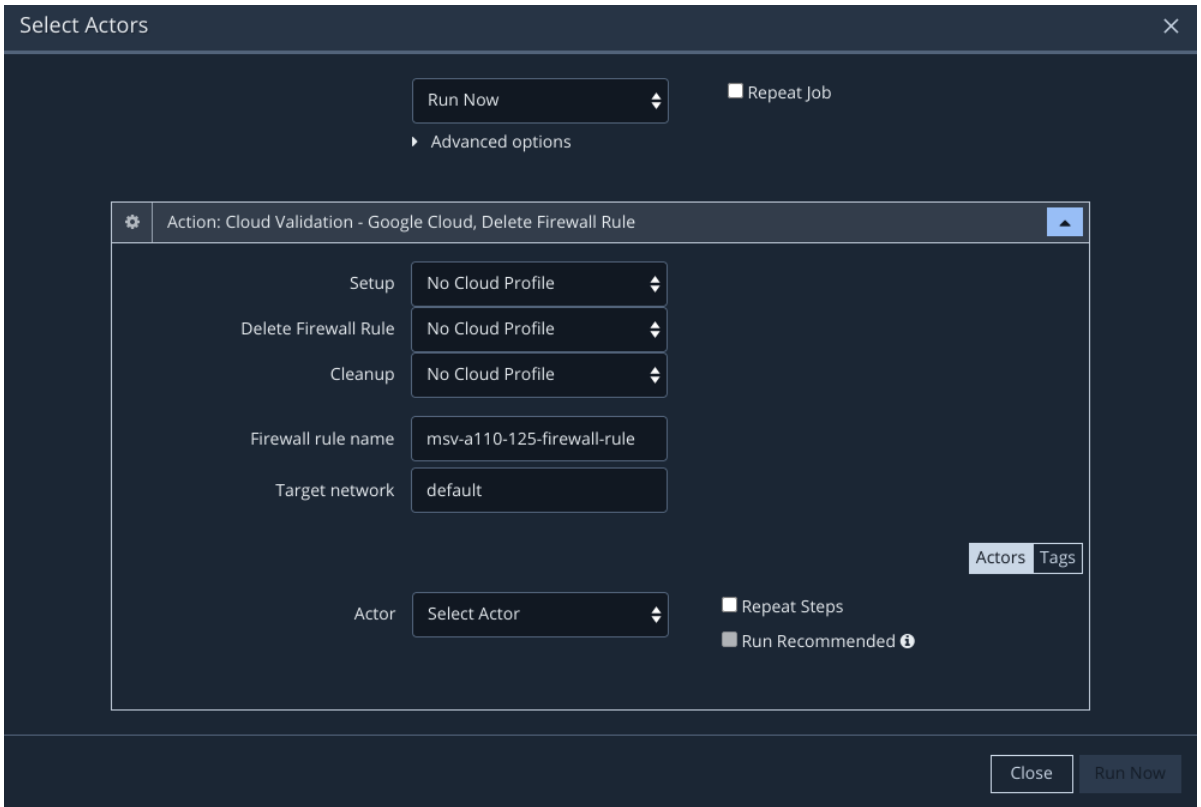 Select Actors
Run Now
Repeat Job
Advanced options
Action: Cloud Validation - Google Cloud, Delete Firewall Rule
Setup No Cloud Profile
Delete Firewall Rule No Cloud Profile
Cleanup No Cloud Profile
Firewall rule name msv-a110-125-firewall-rule
Target network default
Actors Tags
Actor Select Actor Repeat Steps
Run Recommended
Close Run Now